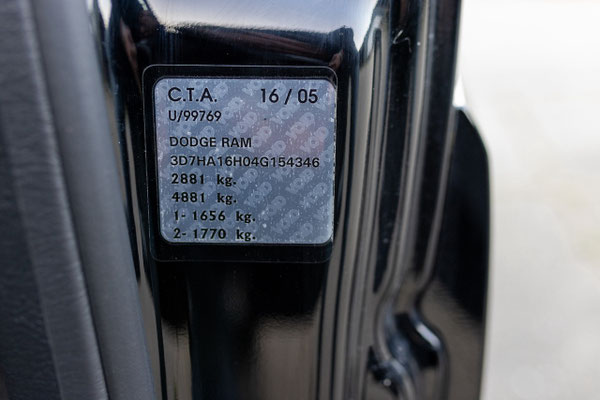 C.T.A. 16 / 05
U/99769
DODGE RAM
3D7HA16H04G154346
2881 kg.
4881 kg.
1- 1656 kg.
2- 1770 kg.